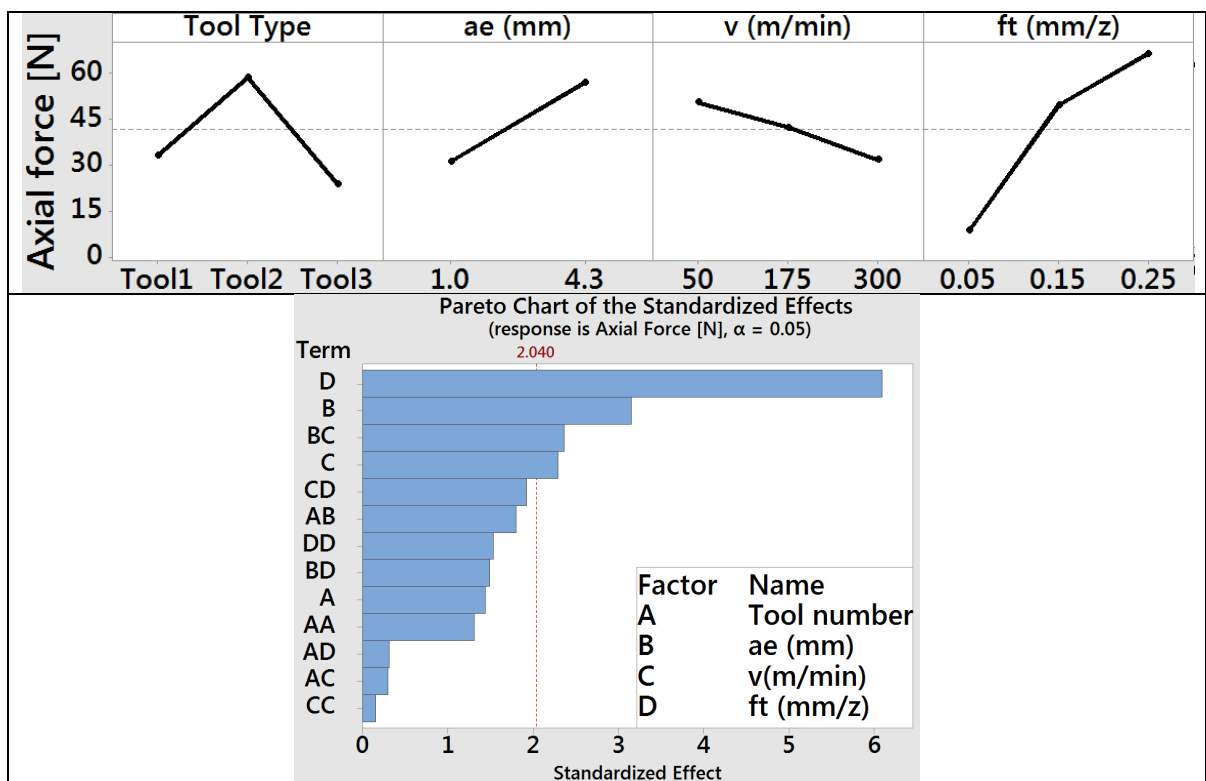 Tool Type ae (mm) v (m/min) ft (mm/z)
Axial force [N]
60
45
30
15
0
Tool1 Tool2 Tool3 1.0 4.3 50 175 300 0.05 0.15 0.25
Pareto Chart of the Standardized Effects
(response is Axial Force [N], α = 0.05)
Term
2.040
D
B
BC
C
CD
AB
DD
BD
A
AA
AD
AC
CC
Factor Name
A Tool number
B ae (mm)
C v(m/min)
D ft (mm/z)
0 1 2 3 4 5 6
Standardized Effect